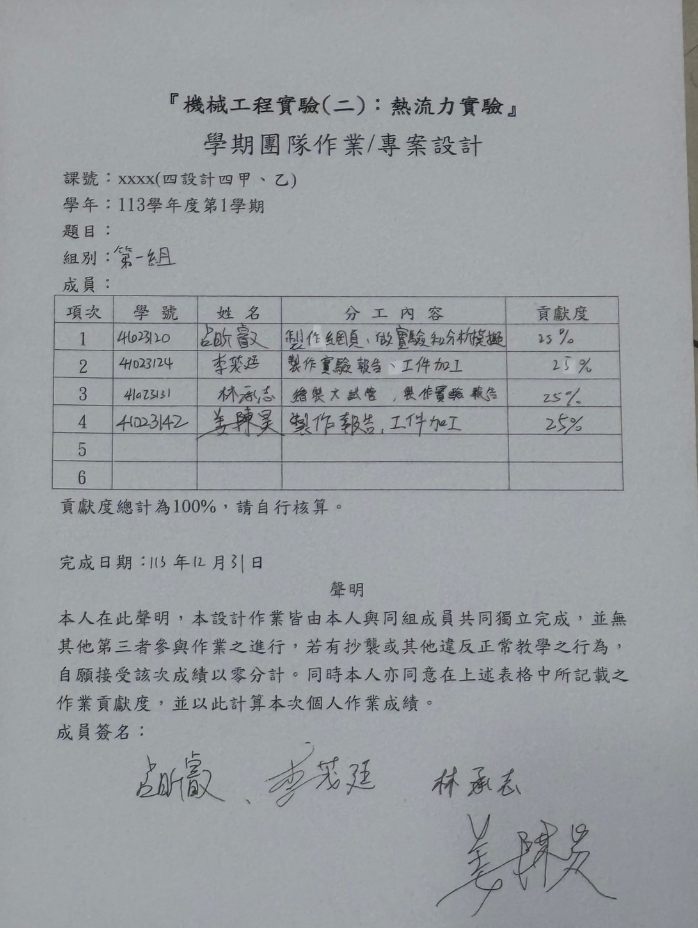 『機械工程實驗(二)：熱流力實驗』
學期團隊作業/專案設計
課號：xxxx(四設計四甲、乙)
學年：113學年度第1學期
題目：
組別：第一組
成員：
項次 學號 姓名 分工內容 貢獻度
1 41023120 占昕叡 製作網頁、做實驗和分析模擬 25%
2 41023124 李茂廷 製作實驗報告、工件加工 25%
3 41023131 林承志 繪製大試管，製作實驗報告 25%
4 41023142 姜陳昊 製作報告,工件加工 25%
5
6
貢獻度總計為100%，請自行核算。
完成日期：113年12月31日
聲明
本人在此聲明，本設計作業皆由本人與同組成員共同獨立完成，並無
其他第三者參與作業之進行，若有抄襲或其他違反正常教學之行為，
自願接受該次成績以零分計。同時本人亦同意在上述表格中所記載之
作業貢獻度，並以此計算本次個人作業成績。
成員簽名：
占昕叡、李茂廷 林承志
姜陳昊